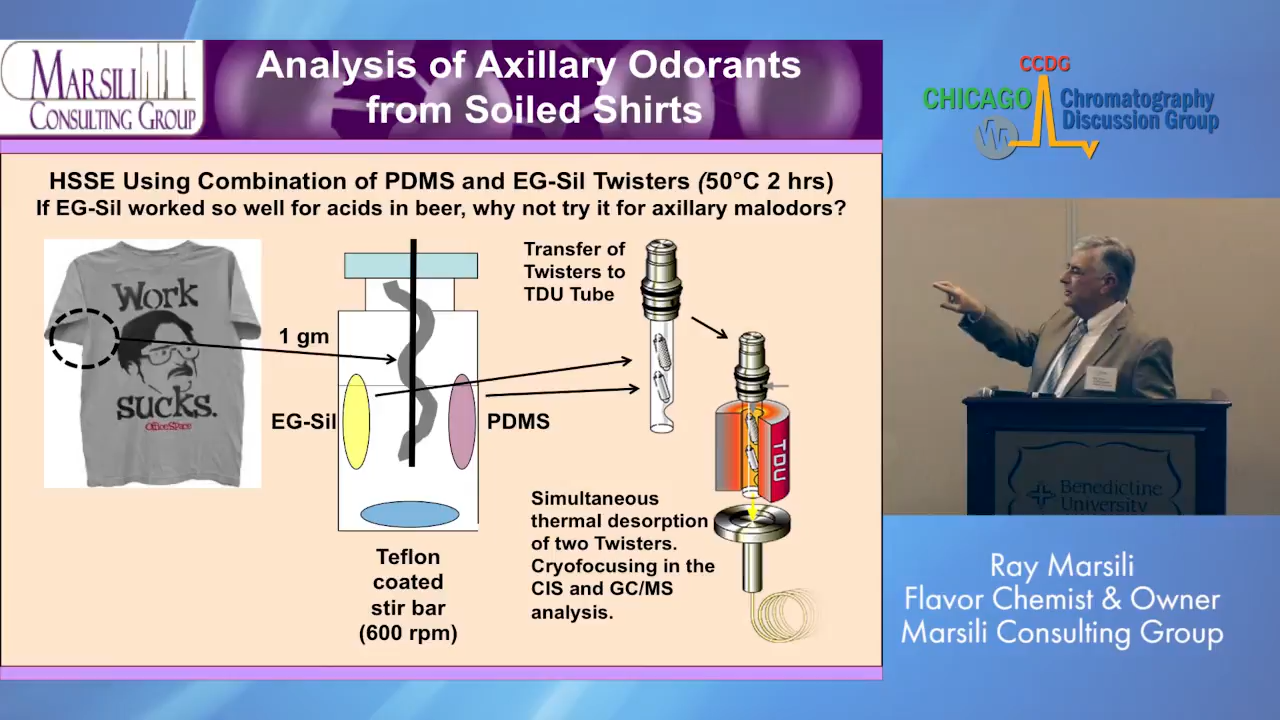 MARSILI
CONSULTING GROUP
Analysis of Axillary Odorants
from Soiled Shirts
HSSE Using Combination of PDMS and EG-Sil Twisters (50°C 2 hrs)
If EG-Sil worked so well for acids in beer, why not try it for axillary malodors?
Work
sucks.
OfficeSpace
1 gm
EG-Sil
PDMS
Teflon
coated
stir bar
(600 rpm)
Transfer of
Twisters to
TDU Tube
TDU
Simultaneous
thermal desorption
of two Twisters.
Cryofocusing in the
CIS and GC/MS
analysis.
CCDG
CHICAGO
Chromatography
Discussion Group
Benedictine
University
Ray Marsili
Flavor Chemist & Owner
Marsili Consulting Group